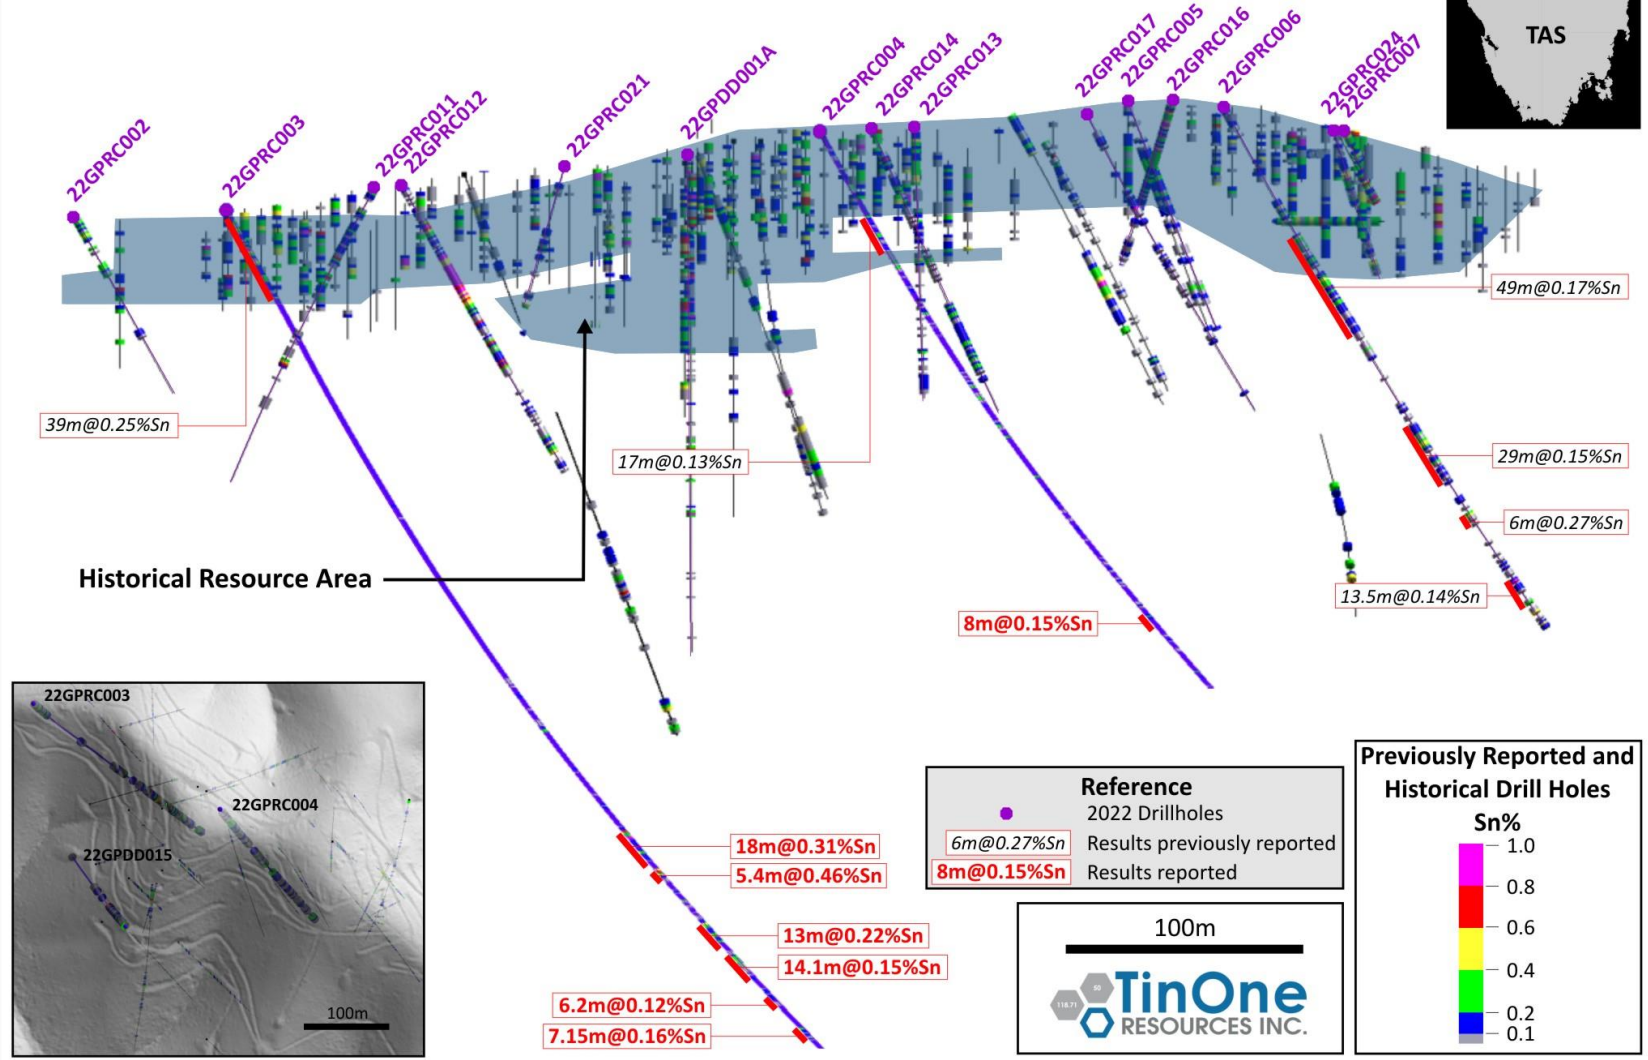 22GPRC002
22GPRC003
22GPRC011
22GPRC012
22GPRC021
22GPDD001A
22GPRC004
22GPRC014
22GPRC013
22GPRC017
22GPRC005
22GPRC016
22GPRC006
22GPRC024
22GPRC007
TAS
49m@0.17%Sn
39m@0.25%Sn
17m@0.13%Sn
29m@0.15%Sn
6m@0.27%Sn
Historical Resource Area
13.5m@0.14%Sn
8m@0.15%Sn
22GPRC003
22GPRC004
22GPDD015
100m
18m@0.31%Sn
5.4m@0.46%Sn
13m@0.22%Sn
14.1m@0.15%Sn
6.2m@0.12%Sn
7.15m@0.16%Sn
Reference
2022 Drillholes
6m@0.27%Sn Results previously reported
8m@0.15%Sn Results reported
100m
118.71
50
TinOne
RESOURCES INC.
Previously Reported and
Historical Drill Holes
Sn%
1.0
0.8
0.6
0.4
0.2
0.1